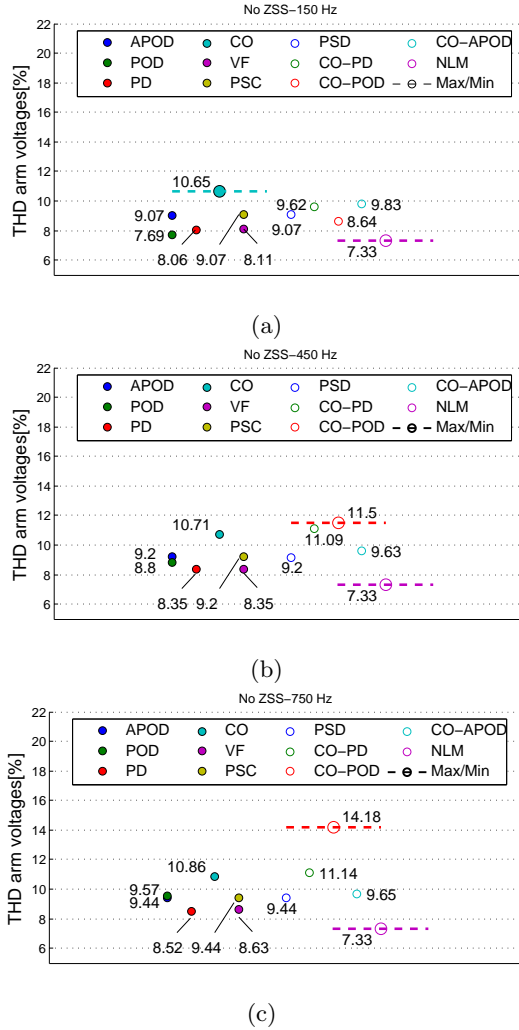 No ZSS−150 Hz
22
20
18
16
14
12
10
8
6
THD arm voltages[%]
APOD CO PSD CO−APOD
POD VF CO−PD NLM
PD PSC CO−POD Max/Min
10.65
9.07
7.69
9.62
9.83
8.64
9.07
7.33
8.06 9.07 8.11
(a)
No ZSS−450 Hz
22
20
18
16
14
12
10
8
6
THD arm voltages[%]
APOD CO PSD CO−APOD
POD VF CO−PD NLM
PD PSC CO−POD Max/Min
11.5
10.71
11.09
9.2
8.8
9.63
9.2
7.33
8.35 9.2 8.35
(b)
No ZSS−750 Hz
22
20
18
16
14
12
10
8
6
THD arm voltages[%]
APOD CO PSD CO−APOD
POD VF CO−PD NLM
PD PSC CO−POD Max/Min
14.18
10.86
11.14
9.57
9.44
9.65
9.44
7.33
8.52 9.44 8.63
(c)